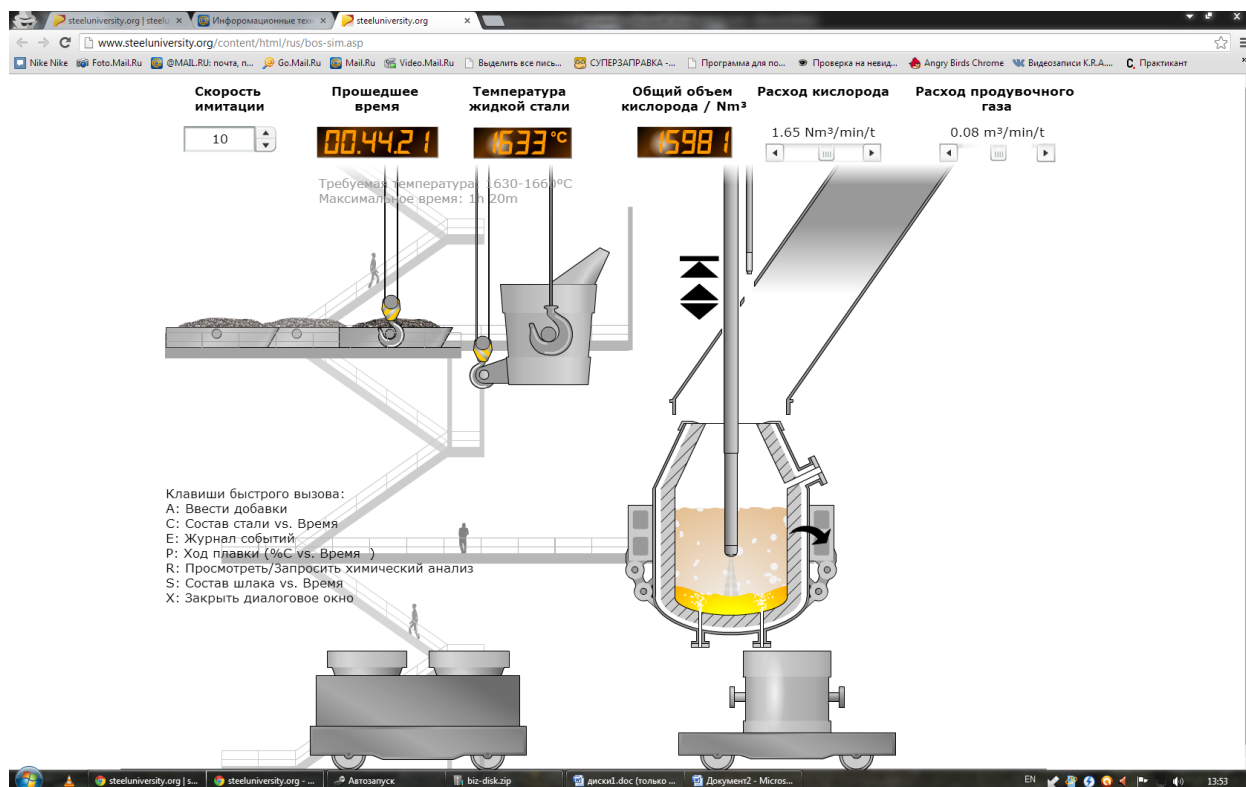 steeluniversity.org | steelu
Информационные техн
steeluniversity.org
www.steeluniversity.org/content/html/rus/bos-sim.asp
Nike Nike Foto.Mail.Ru @MAIL.RU: почта, п... Go.Mail.Ru Mail.Ru Video.Mail.Ru Выделить все пись... СУПЕРЗАПРАВКА -... Программа для по... Проверка на невид... Angry Birds Chrome Видеозаписи K.R.A.... Практикант
Скорость имитации
10
Прошедшее время
00.44.21
Температура жидкой стали
1633 °C
Общий объем кислорода / Nm³
15981
Расход кислорода
1.65 Nm³/min/t
Расход продувочного газа
0.08 m³/min/t
Требуемая температура: 1630-1660ºC
Максимальное время: 1h 20m
Клавиши быстрого вызова:
A: Ввести добавки
C: Состав стали vs. Время
E: Журнал событий
P: Ход плавки (%C vs. Время )
R: Просмотреть/Запросить химический анализ
S: Состав шлака vs. Время
X: Закрыть диалоговое окно
steeluniversity.org | s... steeluniversity.org - ... Автозапуск biz-disk.zip диски1.doc (только ... Документ2 - Micros... EN 13:53